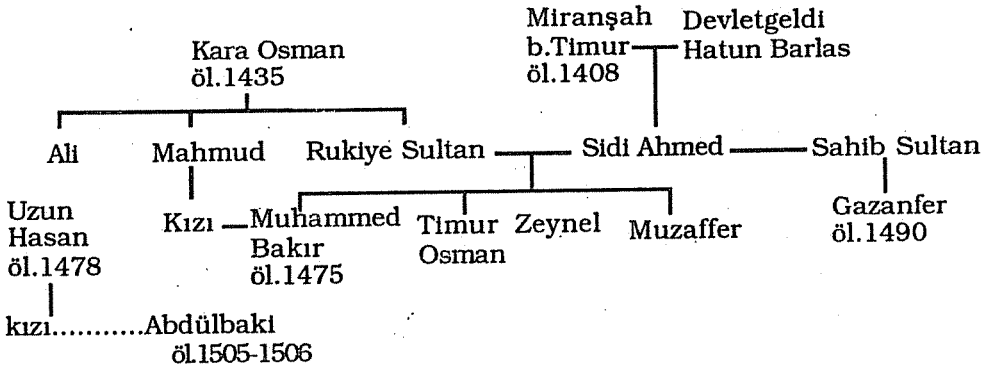 Miranşah
b.Timur
öl.1408
Devletgeldi
Hatun Barlas
Kara Osman
öl.1435
Ali
Mahmud
Rukiye Sultan
Sidi Ahmed
Sahib Sultan
Uzun
Hasan
öl.1478
Kızı
Muhammed
Bakır
öl.1475
Timur
Osman
Zeynel
Muzaffer
Gazanfer
öl.1490
kızı...........Abdülbaki
öl.1505-1506